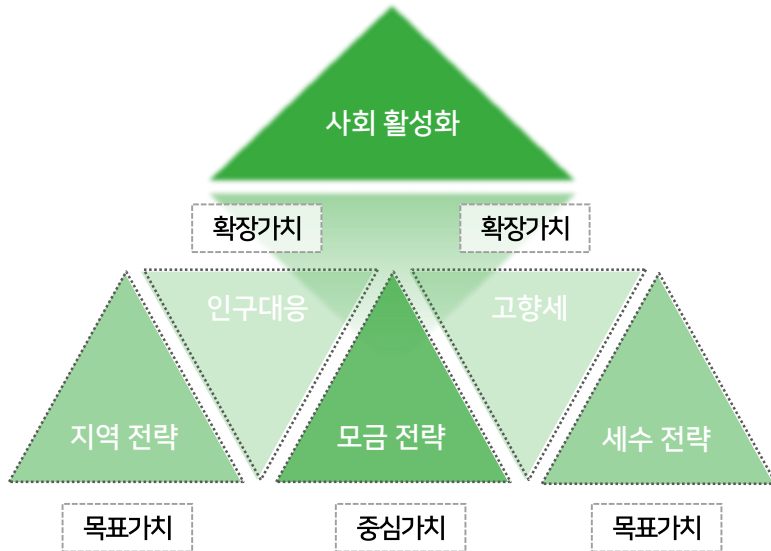 사회 활성화
확장가치
확장가치
인구대응
고향세
지역 전략
모금 전략
세수 전략
목표가치
중심가치
목표가치